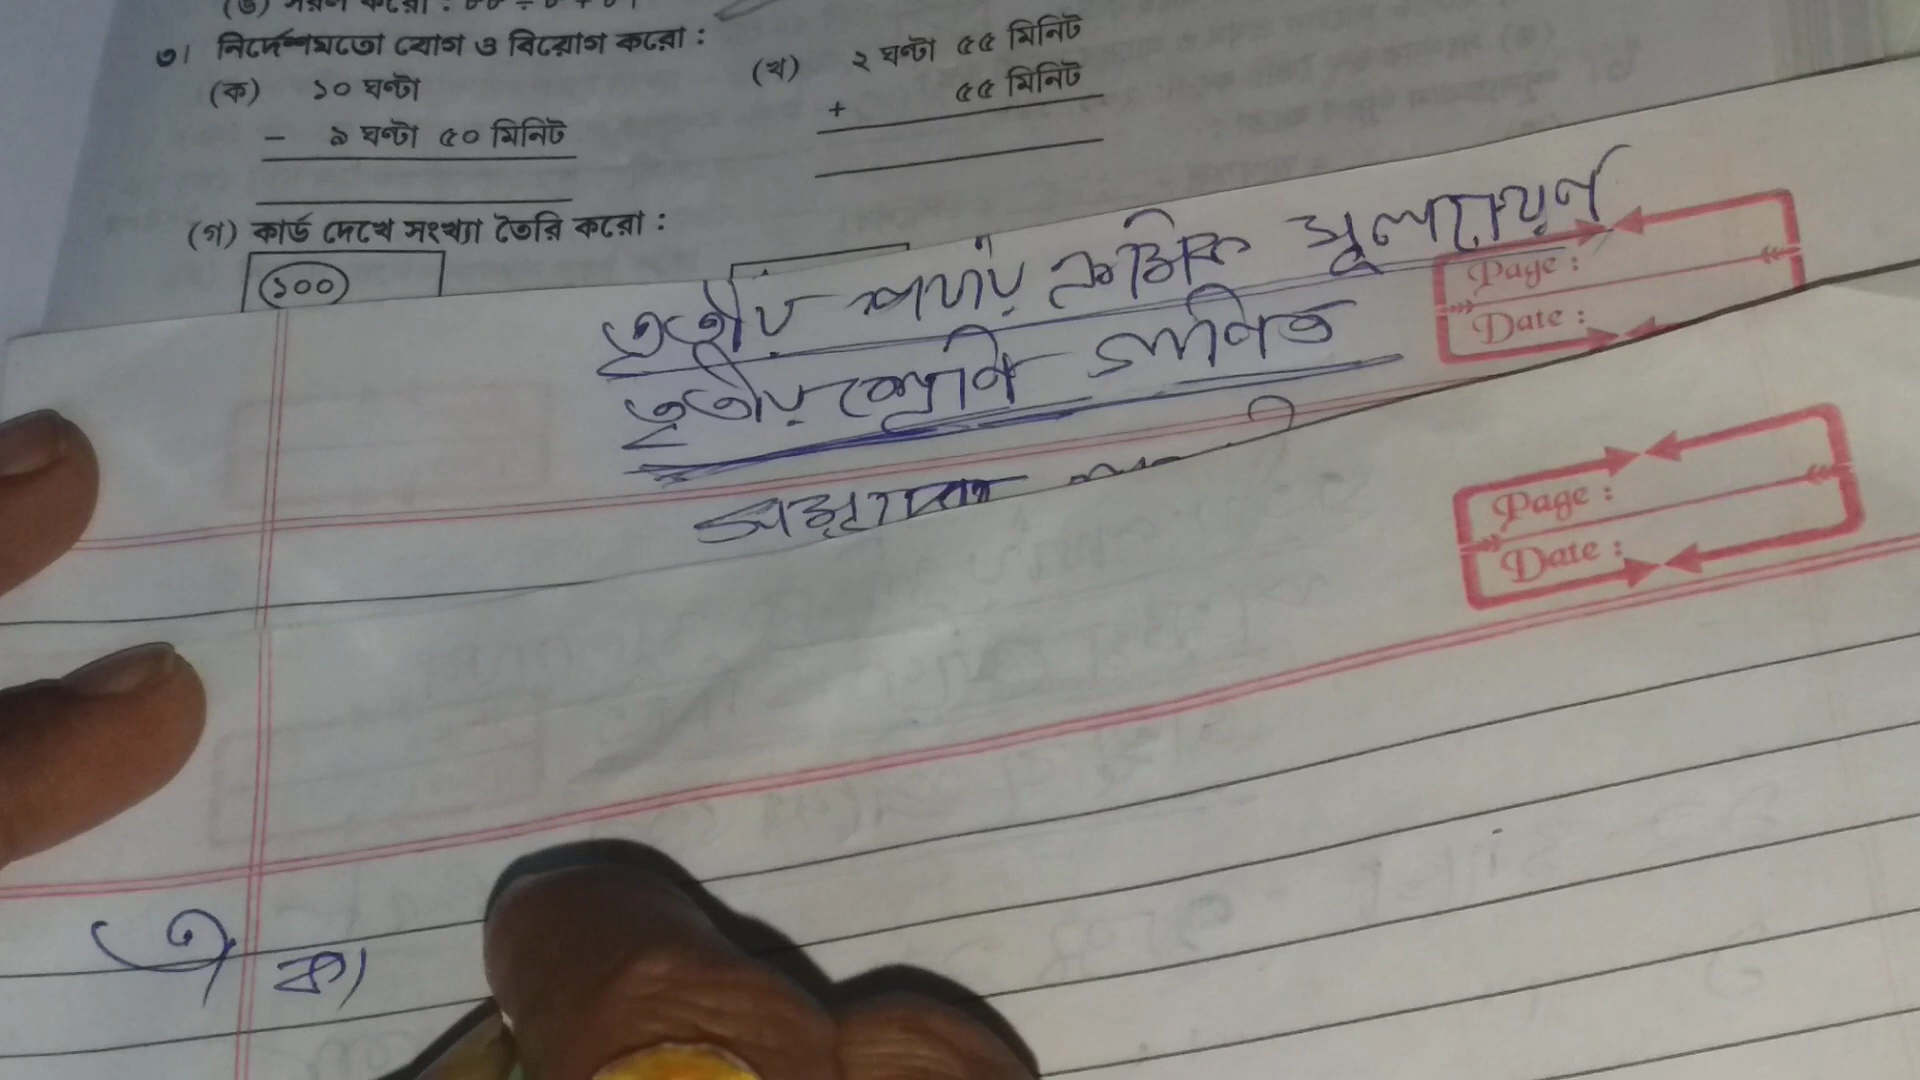 ৩। নির্দেশমতো যোগ ও বিয়োগ করো :
(ক) ১০ ঘণ্টা
− ৯ ঘণ্টা ৫০ মিনিট
(খ) ২ ঘণ্টা ৫৫ মিনিট
+ ৫৫ মিনিট
(গ) কার্ড দেখে সংখ্যা তৈরি করো :
১০০
তৃতীয়
তৃতীয় শ্রেণি গণিত
Page :
Date :
Page :
Date :
৩) ক)